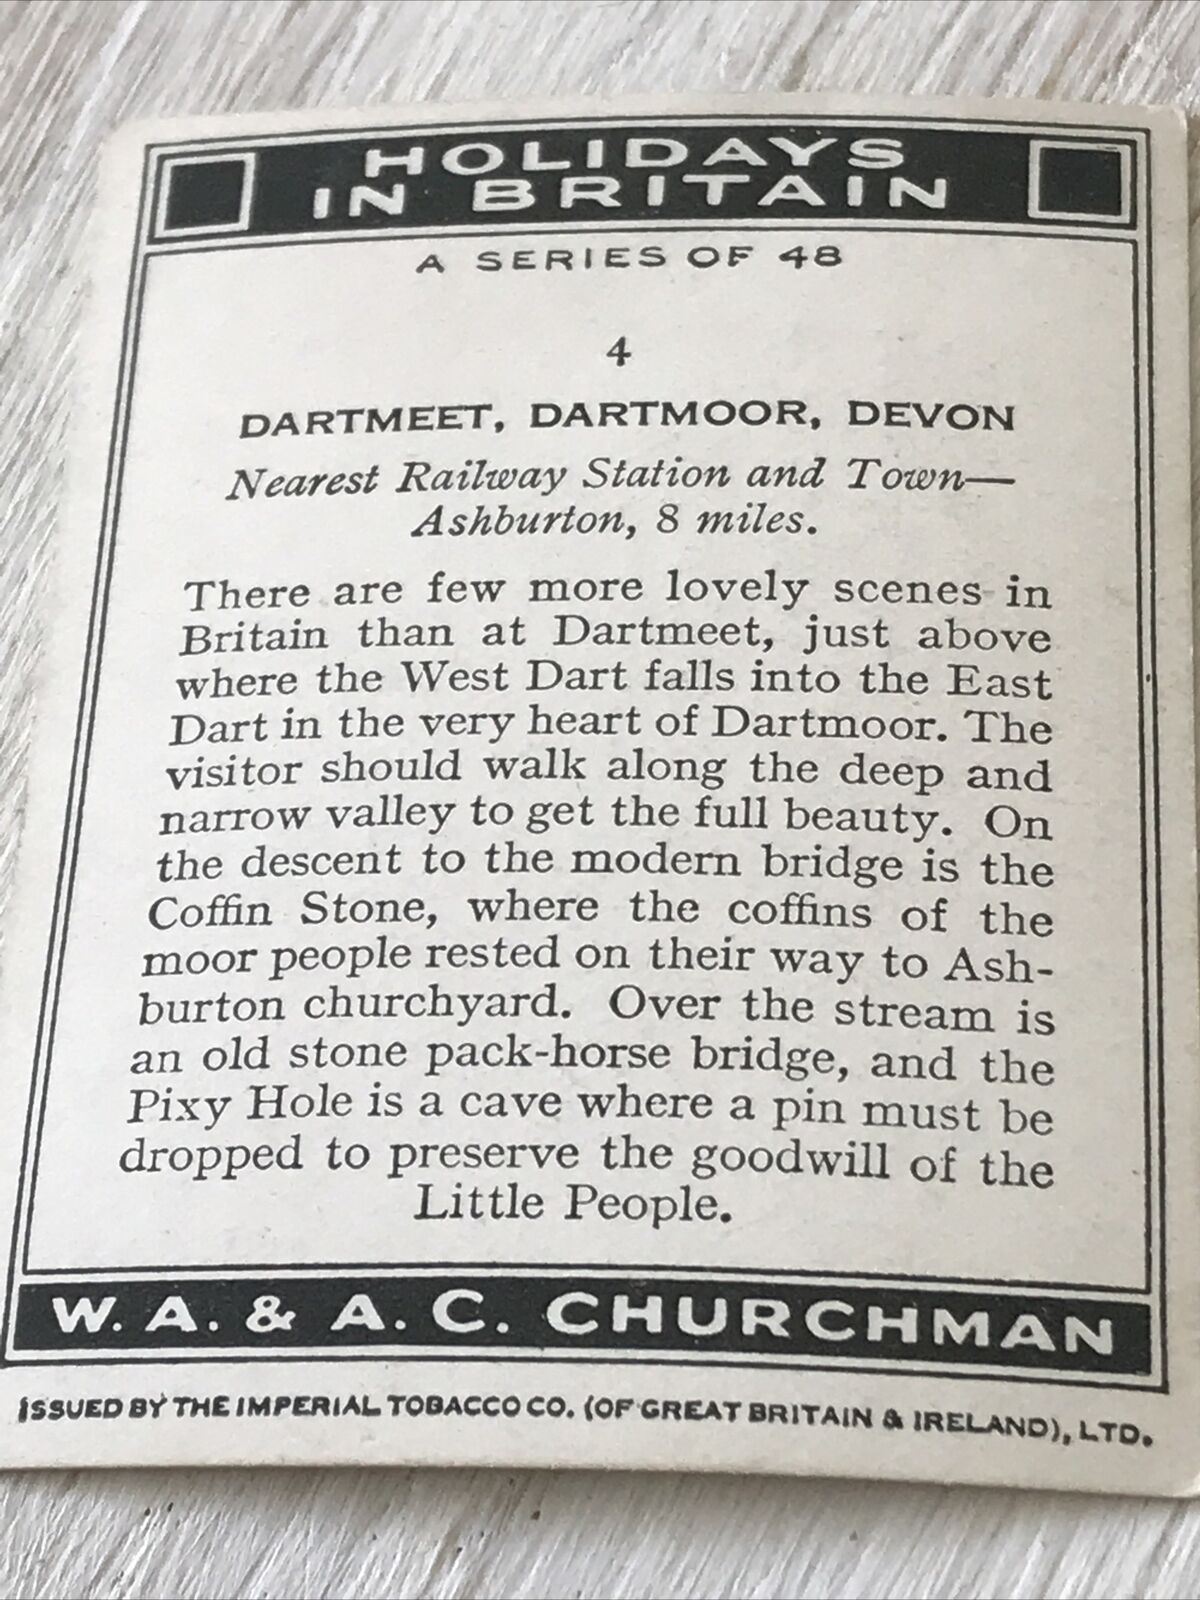 HOLIDAYS
IN BRITAIN
A SERIES OF 48
4
DARTMEET, DARTMOOR, DEVON
Nearest Railway Station and Town—
Ashburton, 8 miles.
There are few more lovely scenes in
Britain than at Dartmeet, just above
where the West Dart falls into the East
Dart in the very heart of Dartmoor. The
visitor should walk along the deep and
narrow valley to get the full beauty. On
the descent to the modern bridge is the
Coffin Stone, where the coffins of the
moor people rested on their way to Ash-
burton churchyard. Over the stream is
an old stone pack-horse bridge, and the
Pixy Hole is a cave where a pin must be
dropped to preserve the goodwill of the
Little People.
W. A. & A. C. CHURCHMAN
ISSUED BY THE IMPERIAL TOBACCO CO. (OF GREAT BRITAIN & IRELAND), LTD.